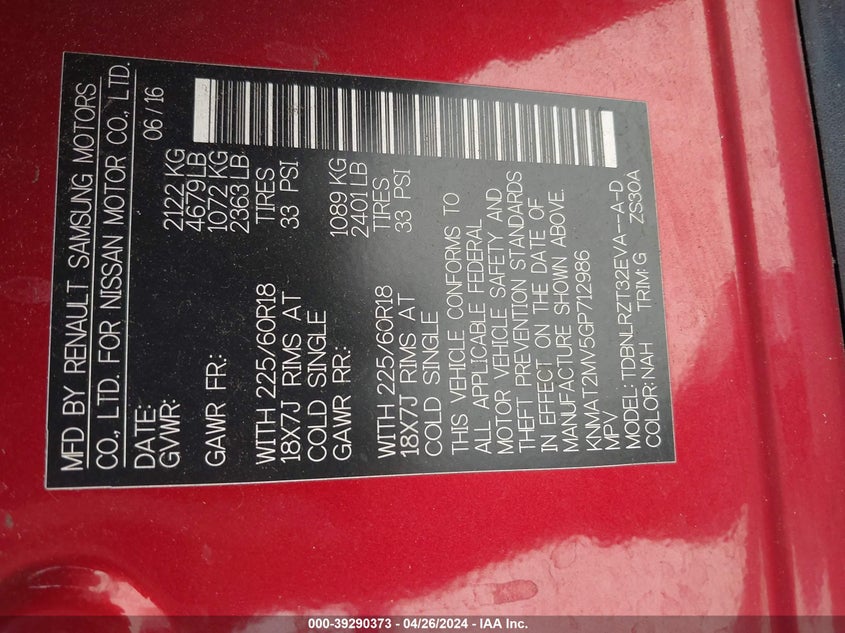 MFD BY RENAULT SAMSUNG MOTORS
CO., LTD. FOR NISSAN MOTOR CO., LTD.
DATE: 06/16
GVWR: 2122 KG
4679 LB
GAWR FR: 1072 KG
2363 LB
WITH 225/60R18 TIRES
18X7J RIMS AT 33 PSI
COLD SINGLE
GAWR RR: 1089 KG
2401 LB
WITH 225/60R18 TIRES
18X7J RIMS AT 33 PSI
COLD SINGLE
THIS VEHICLE CONFORMS TO
ALL APPLICABLE FEDERAL
MOTOR VEHICLE SAFETY AND
THEFT PREVENTION STANDARDS
IN EFFECT ON THE DATE OF
MANUFACTURE SHOWN ABOVE.
KNMAT2MV5GP712986
MPV
MODEL: TDBNLRZT32EVA--A-D
COLOR: NAH TRIM: G ZS30A
000-39290373 - 04/26/2024 - IAA Inc.